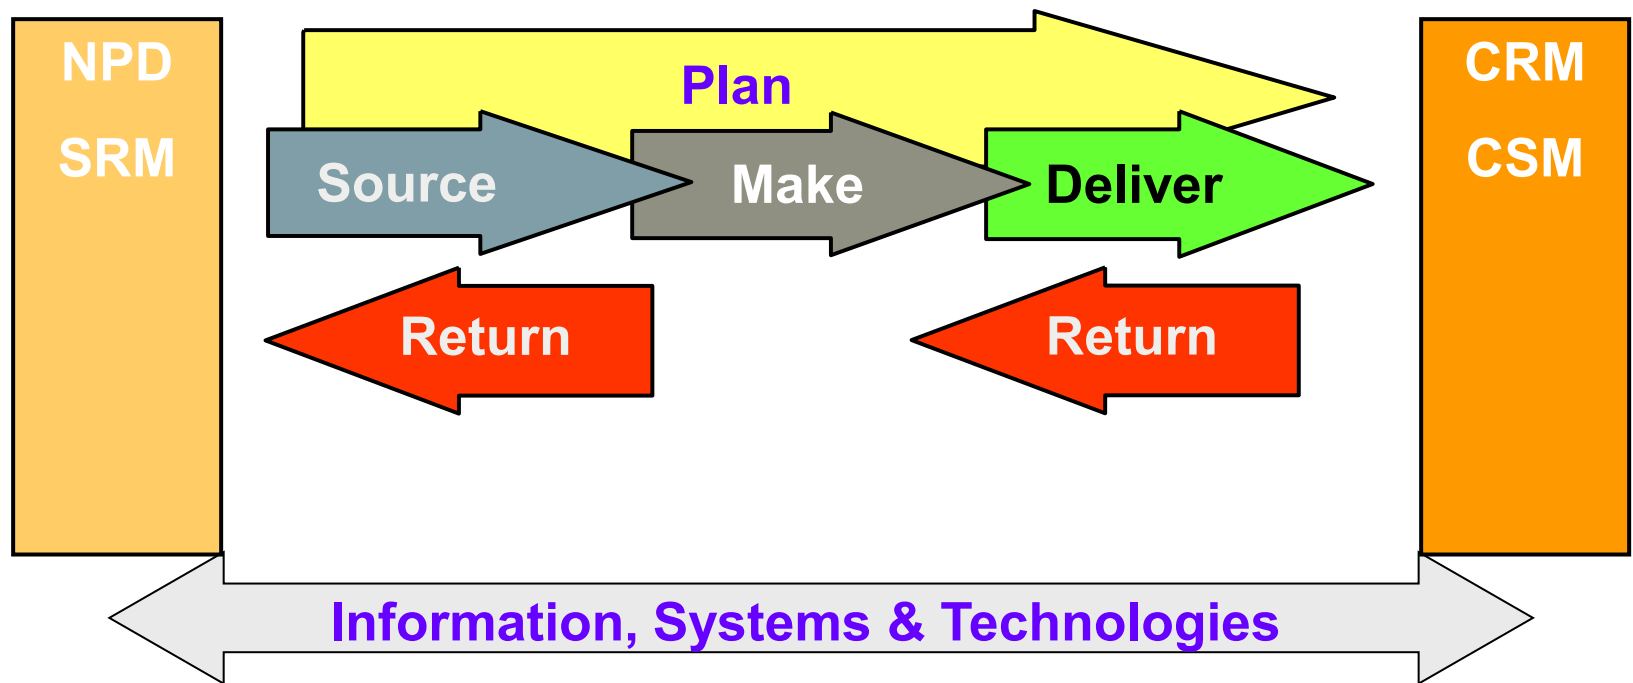 NPD
SRM
Plan
Source
Make
Deliver
Return
Return
CRM
CSM
Information, Systems & Technologies